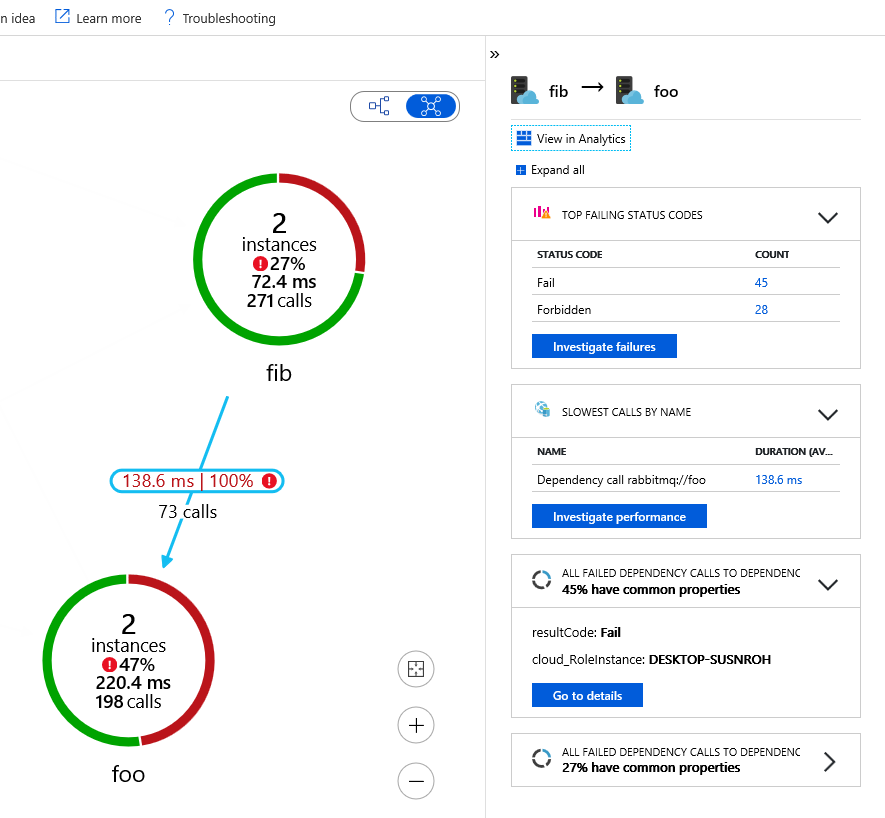 n idea
Learn more
? Troubleshooting
»
fib → foo
View in Analytics
Expand all
2
instances
! 27%
72.4 ms
271 calls
fib
138.6 ms | 100% !
73 calls
2
instances
! 47%
220.4 ms
198 calls
foo
TOP FAILING STATUS CODES
STATUS CODE COUNT
Fail 45
Forbidden 28
Investigate failures
SLOWEST CALLS BY NAME
NAME DURATION (AV...
Dependency call rabbitmq://foo 138.6 ms
Investigate performance
ALL FAILED DEPENDENCY CALLS TO DEPENDENC
45% have common properties
resultCode: Fail
cloud_RoleInstance: DESKTOP-SUSNROH
Go to details
ALL FAILED DEPENDENCY CALLS TO DEPENDENC
27% have common properties